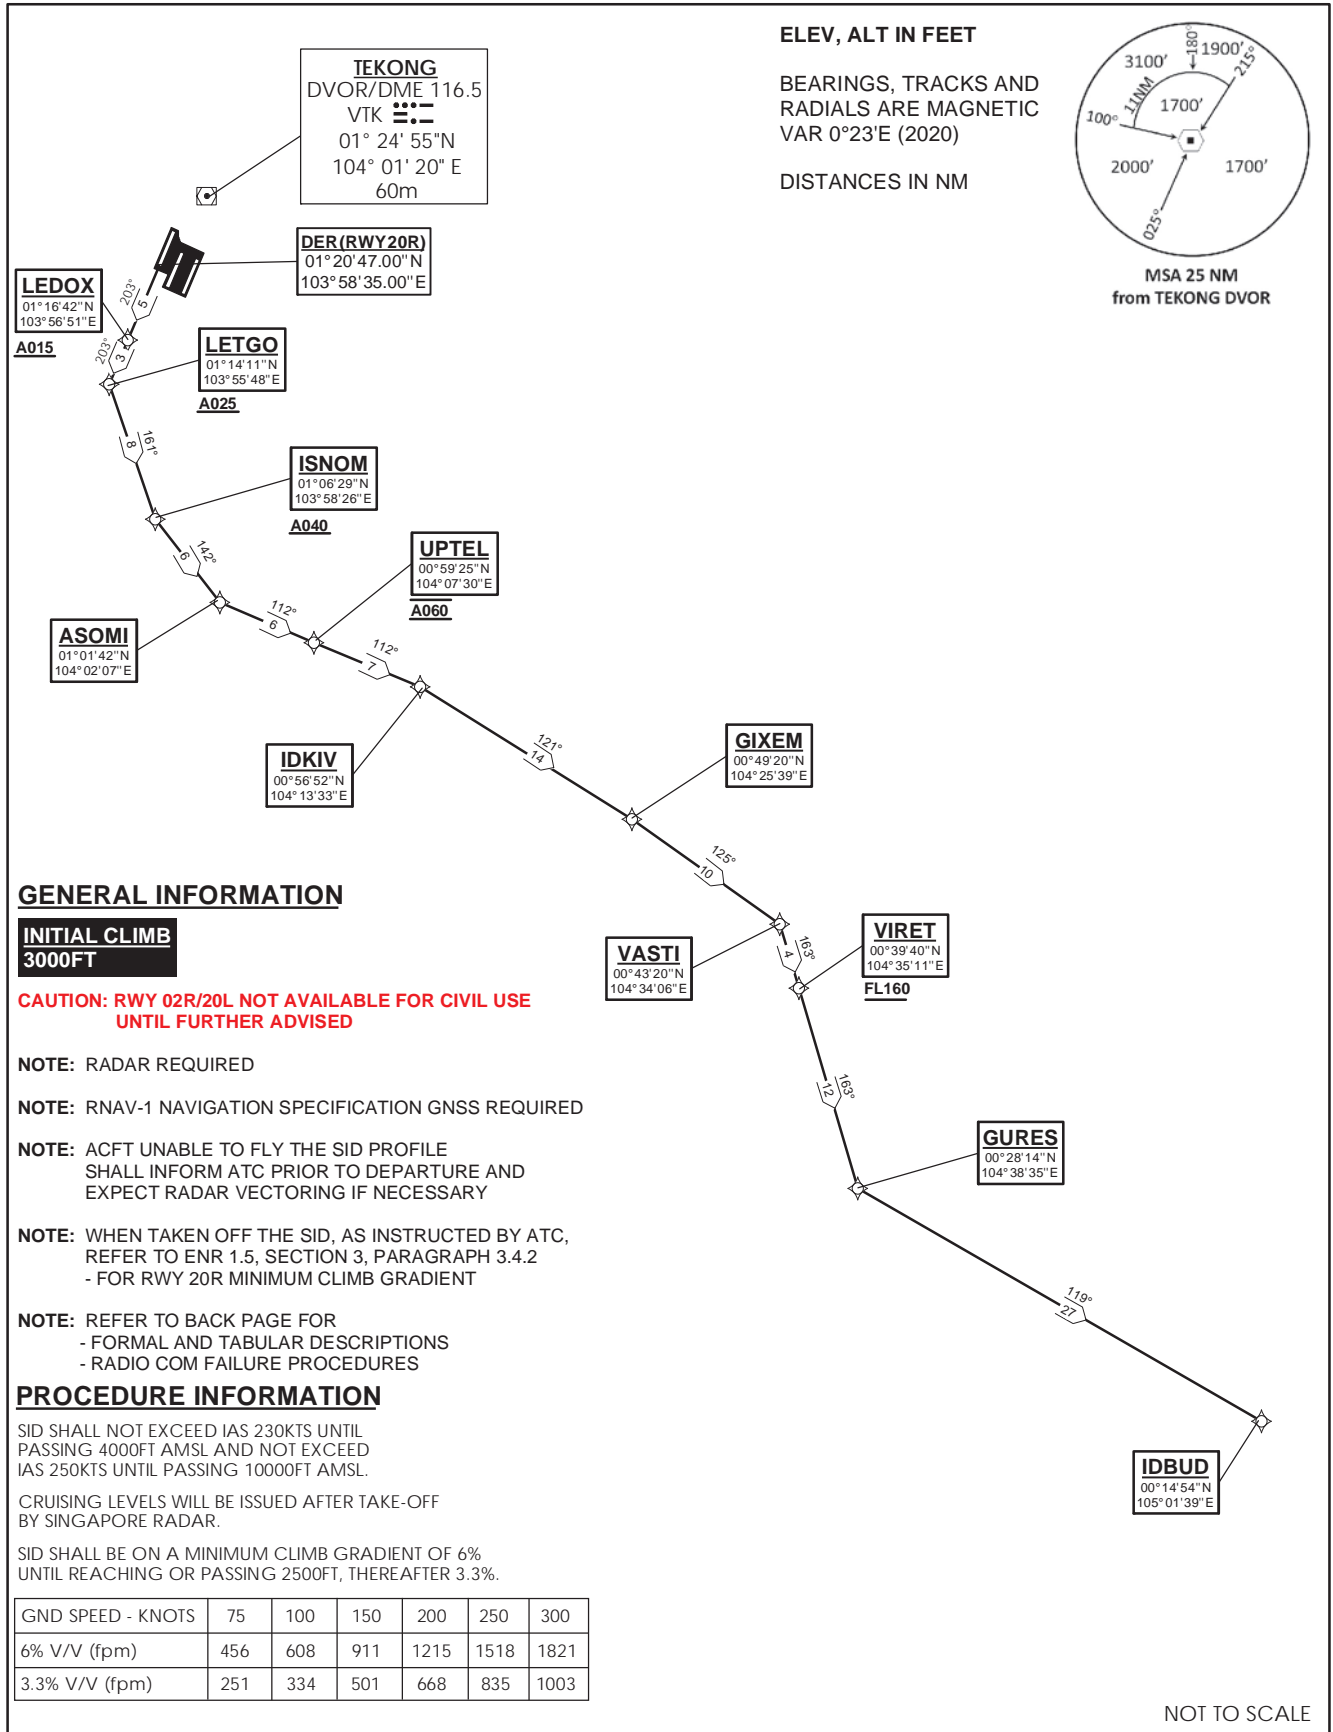 ELEV, ALT IN FEET
BEARINGS, TRACKS AND
RADIALS ARE MAGNETIC
VAR 0°23'E (2020)
DISTANCES IN NM
3100'
180°
1900'
215°
11NM
1700'
100°
2000'
1700'
025°
MSA 25 NM
from TEKONG DVOR
TEKONG
DVOR/DME 116.5
VTK
01° 24' 55"N
104° 01' 20" E
60m
DER(RWY20R)
01°20'47.00"N
103°58'35.00"E
LEDOX
01°16'42"N
103°56'51"E
A015
203°
5
203°
3
LETGO
01°14'11"N
103°55'48"E
A025
161°
8
ISNOM
01°06'29"N
103°58'26"E
A040
142°
6
UPTEL
00°59'25"N
104°07'30"E
A060
ASOMI
01°01'42"N
104°02'07"E
112°
6
112°
7
IDKIV
00°56'52"N
104°13'33"E
121°
14
GIXEM
00°49'20"N
104°25'39"E
125°
10
VASTI
00°43'20"N
104°34'06"E
163°
4
VIRET
00°39'40"N
104°35'11"E
FL160
163°
12
GURES
00°28'14"N
104°38'35"E
119°
27
IDBUD
00°14'54"N
105°01'39"E
GENERAL INFORMATION
INITIAL CLIMB
3000FT
CAUTION: RWY 02R/20L NOT AVAILABLE FOR CIVIL USE
UNTIL FURTHER ADVISED
NOTE: RADAR REQUIRED
NOTE: RNAV-1 NAVIGATION SPECIFICATION GNSS REQUIRED
NOTE: ACFT UNABLE TO FLY THE SID PROFILE
SHALL INFORM ATC PRIOR TO DEPARTURE AND
EXPECT RADAR VECTORING IF NECESSARY
NOTE: WHEN TAKEN OFF THE SID, AS INSTRUCTED BY ATC,
REFER TO ENR 1.5, SECTION 3, PARAGRAPH 3.4.2
- FOR RWY 20R MINIMUM CLIMB GRADIENT
NOTE: REFER TO BACK PAGE FOR
- FORMAL AND TABULAR DESCRIPTIONS
- RADIO COM FAILURE PROCEDURES
PROCEDURE INFORMATION
SID SHALL NOT EXCEED IAS 230KTS UNTIL
PASSING 4000FT AMSL AND NOT EXCEED
IAS 250KTS UNTIL PASSING 10000FT AMSL.
CRUISING LEVELS WILL BE ISSUED AFTER TAKE-OFF
BY SINGAPORE RADAR.
SID SHALL BE ON A MINIMUM CLIMB GRADIENT OF 6%
UNTIL REACHING OR PASSING 2500FT, THEREAFTER 3.3%.
GND SPEED - KNOTS 75 100 150 200 250 300
6% V/V (fpm) 456 608 911 1215 1518 1821
3.3% V/V (fpm) 251 334 501 668 835 1003
NOT TO SCALE